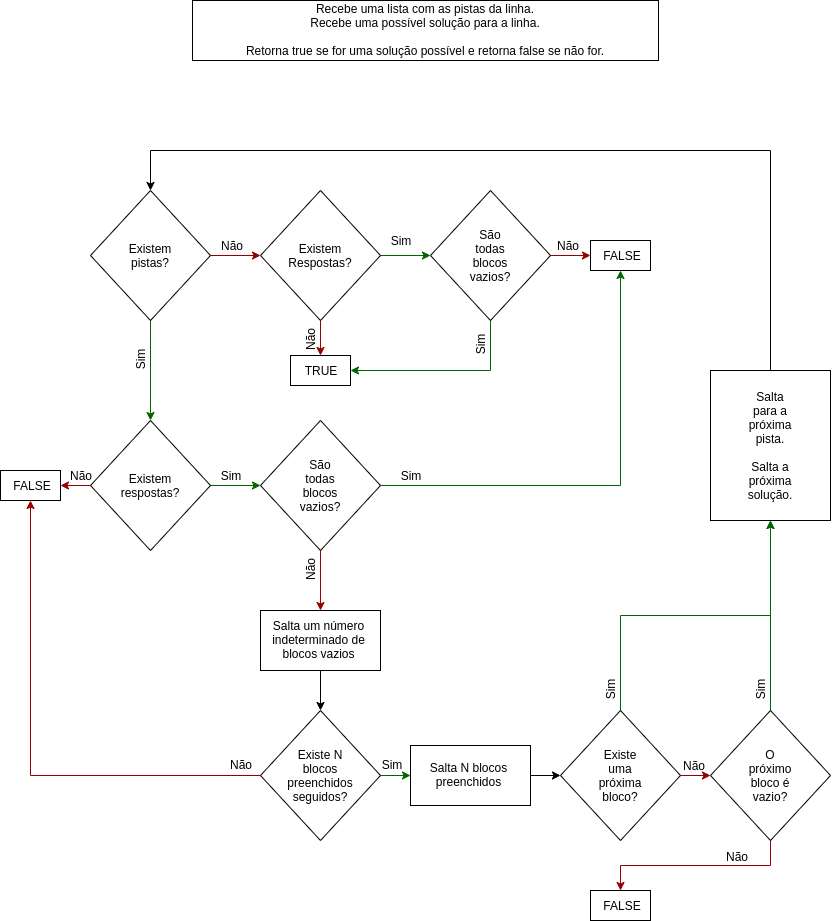 Recebe uma lista com as pistas da linha.
Recebe uma possível solução para a linha.
Retorna true se for uma solução possível e retorna false se não for.
Existem
pistas?
Não
Existem
Respostas?
Sim
São
todas
blocos
vazios?
Não
FALSE
Sim
Não
Sim
TRUE
Salta
para a
próxima
pista.
Salta a
próxima
solução.
FALSE
Não
Existem
respostas?
Sim
São
todas
blocos
vazios?
Sim
Não
Salta um número
indeterminado de
blocos vazios
Sim
Sim
Não
Existe N
blocos
preenchidos
seguidos?
Sim
Salta N blocos
preenchidos
Existe
uma
próxima
bloco?
Não
O
próximo
bloco é
vazio?
Não
FALSE